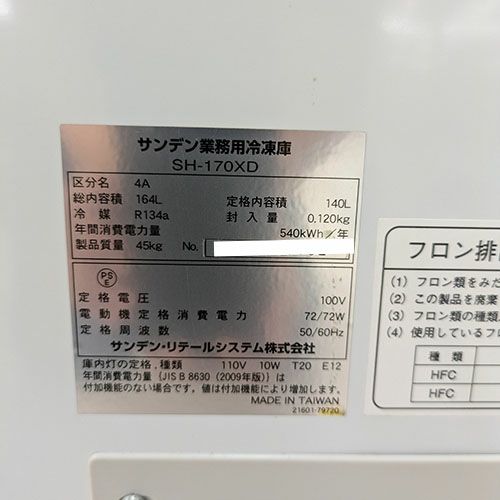 サンデン業務用冷凍庫
SH-170XD
区分名 4A
総内容積 164L 定格内容積 140L
冷媒 R134a 封入量 0.120kg
年間消費電力量 540kWh/年
製品質量 45kg No.
PS
E
定格電圧 100V
電動機定格消費電力 72/72W
定格周波数 50/60Hz
サンデン・リテールシステム株式会社
庫内灯の定格,種類 110V 10W T20 E12
年間消費電力量(JIS B 8630(2009年版))は
付加機能のない場合です。値は付加機能により増加します。
MADE IN TAIWAN
21601-79720
フロン排
(1) フロン類をみだ
(2) この製品を廃棄
(3) フロン類の種類
(4) 使用しているフロ
種類
HFC
HFC